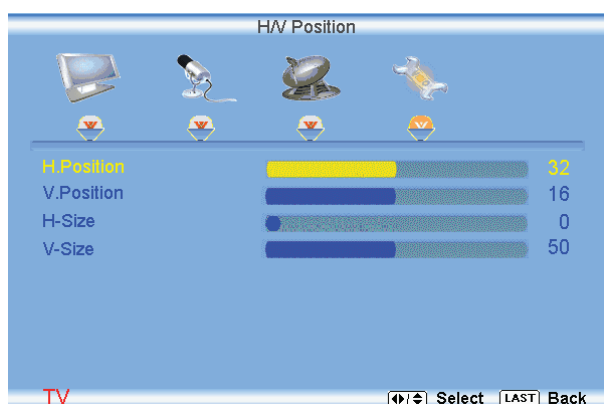 H/V Position
H.Position 32
V.Position 16
H-Size 0
V-Size 50
TV Select LAST Back